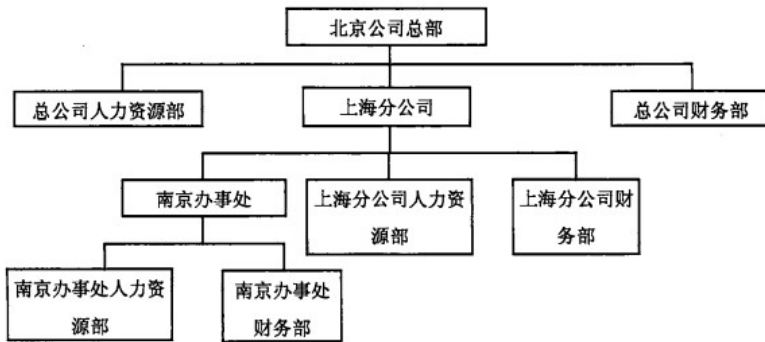 北京公司总部
总公司人力资源部
上海分公司
总公司财务部
南京办事处
上海分公司人力资
源部
上海分公司财
务部
南京办事处人力资
源部
南京办事处
财务部